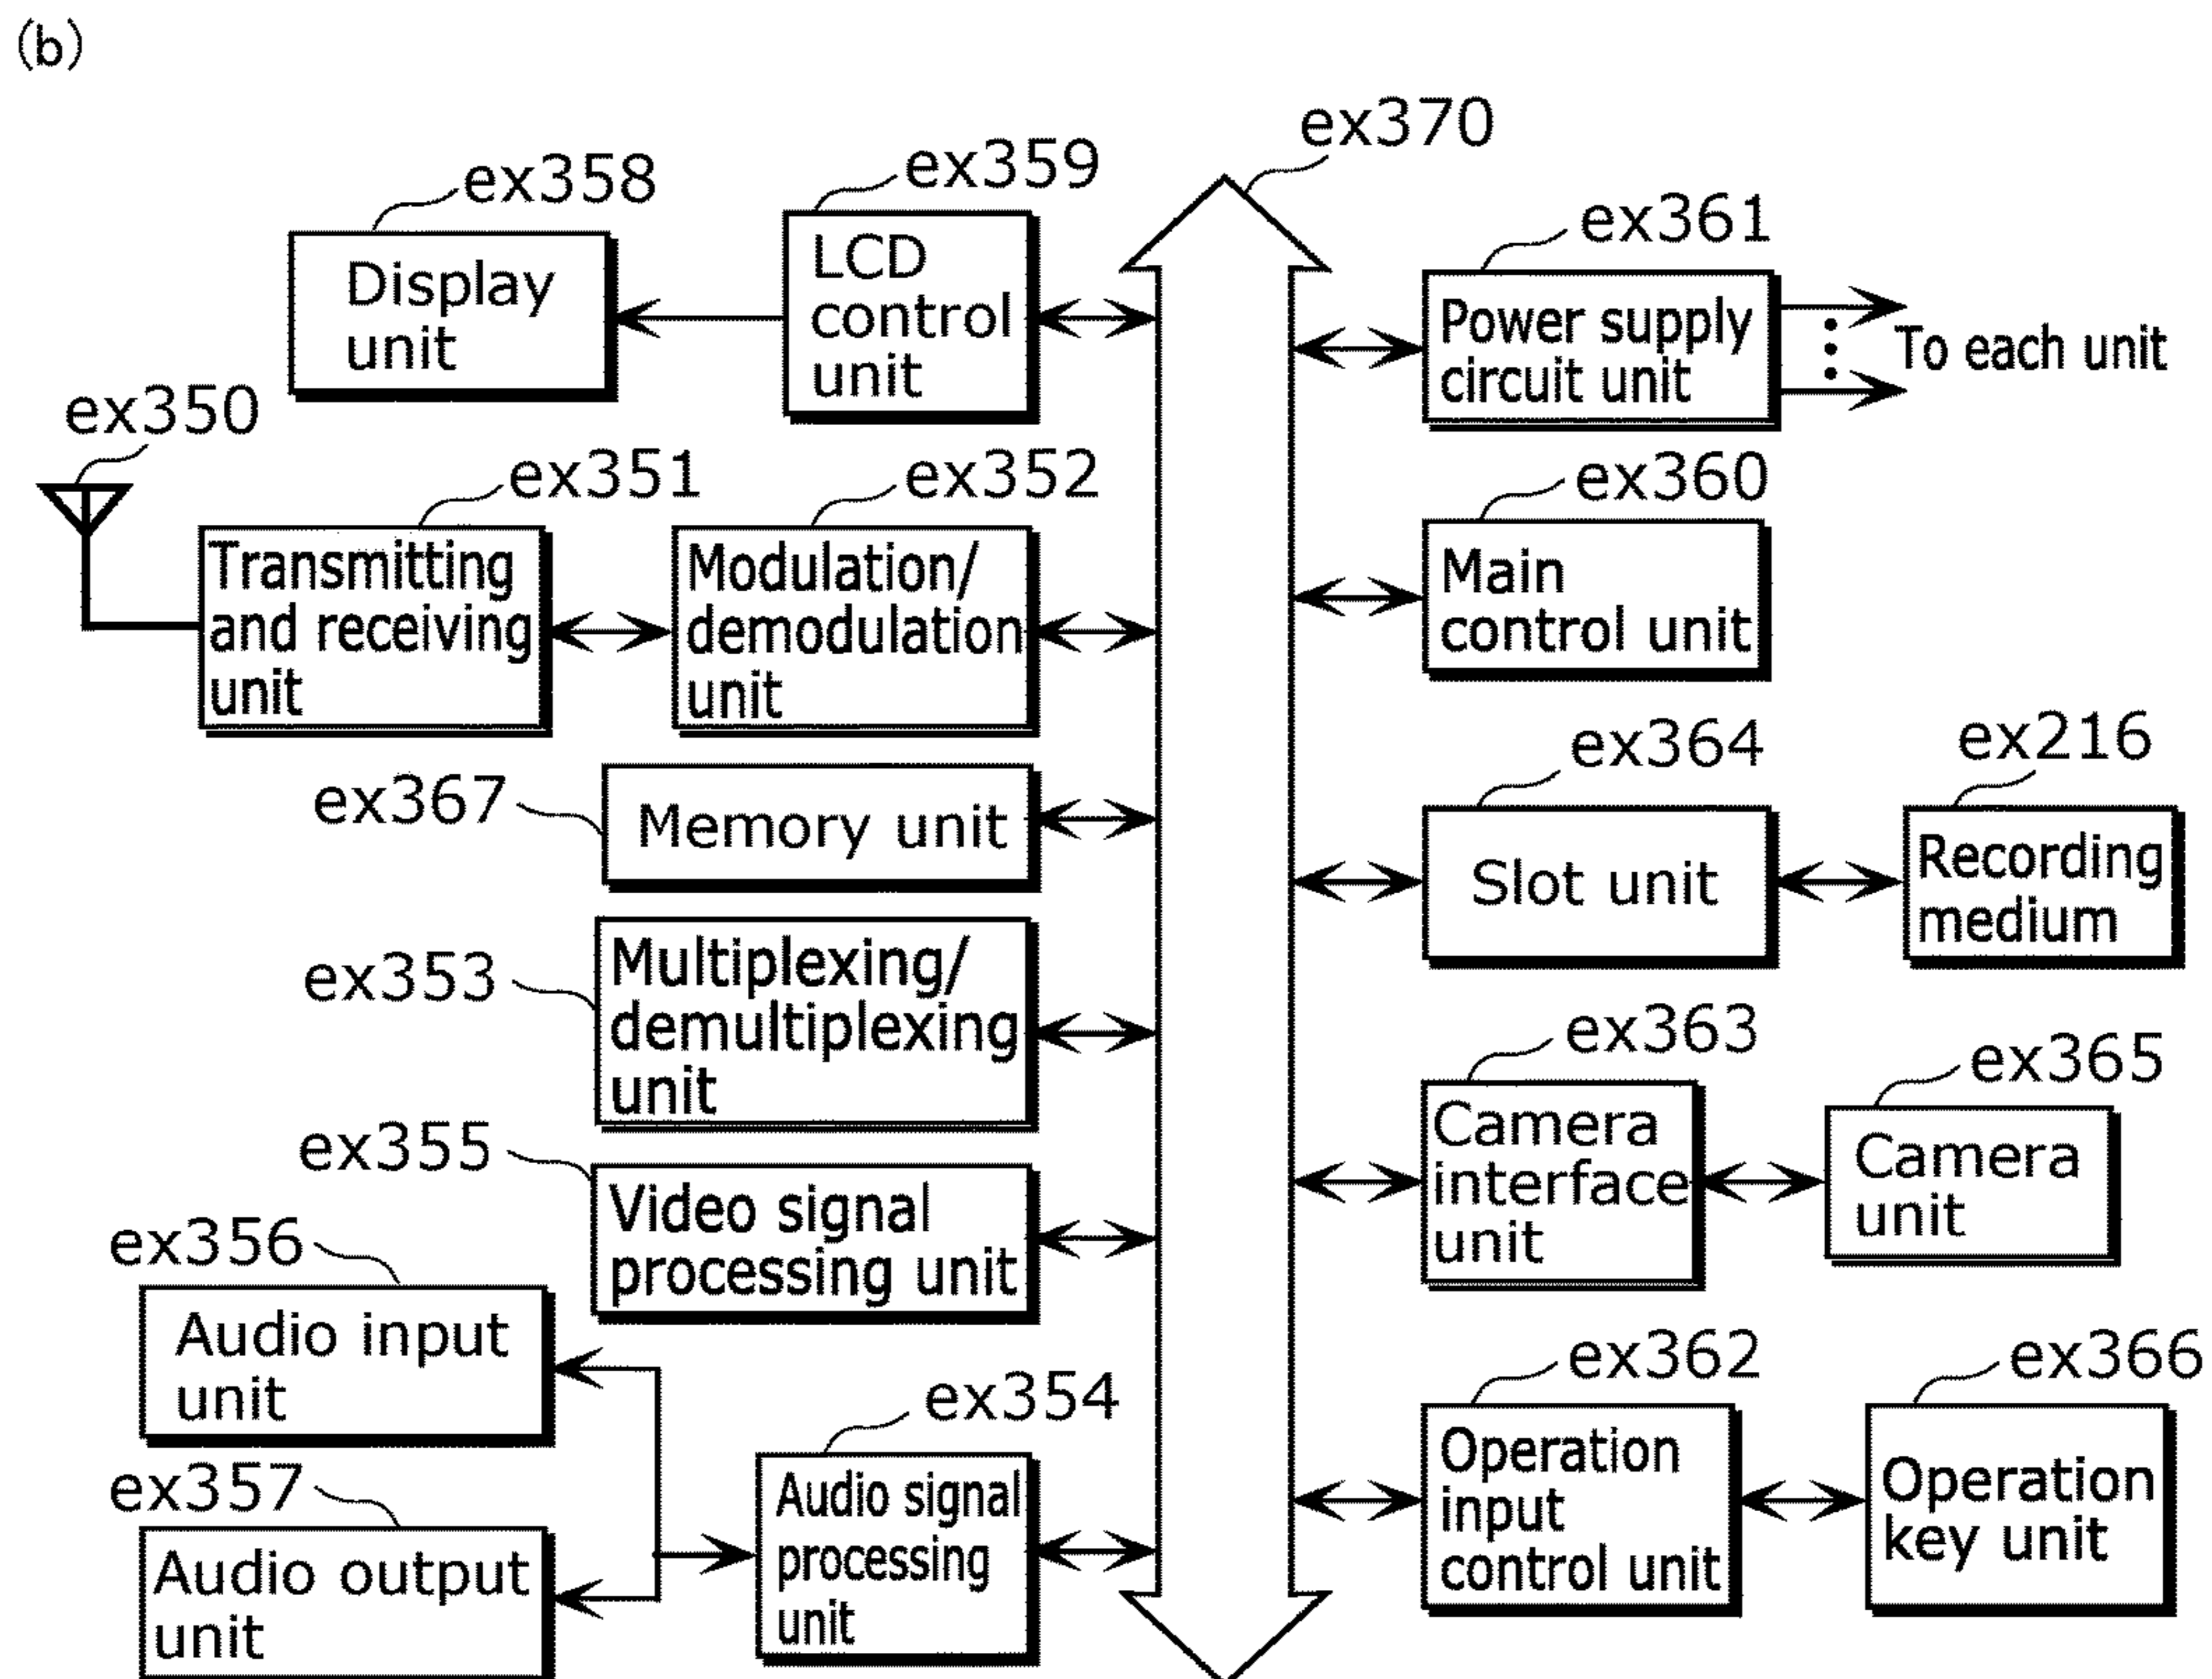 (b)
ex370
ex358
ex359
Display
unit
LCD
control
unit
ex361
Power supply
circuit unit
To each unit
ex350
ex351
ex352
Transmitting
and receiving
unit
Modulation/
demodulation
unit
ex360
Main
control unit
ex367
Memory unit
ex364
ex216
Slot unit
Recording
medium
ex353
Multiplexing/
demultiplexing
unit
ex363
ex365
Camera
interface
unit
Camera
unit
ex355
Video signal
processing unit
ex356
Audio input
unit
ex357
Audio output
unit
ex354
Audio signal
processing
unit
ex362
ex366
Operation
input
control unit
Operation
key unit